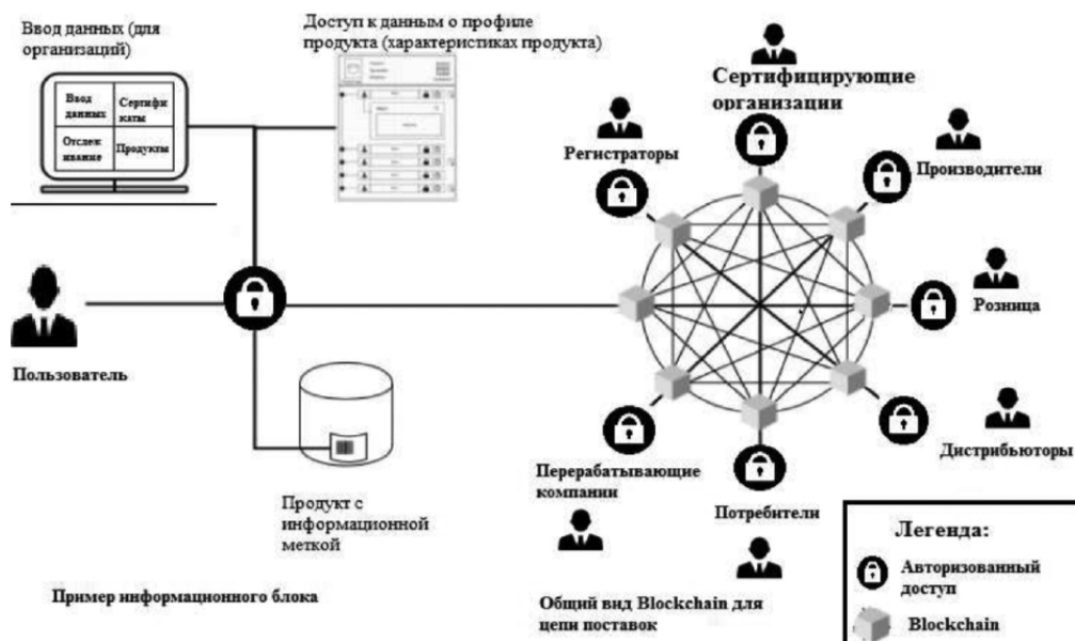 Ввод данных (для
организаций)
Доступ к данным о профиле
продукта (характеристиках продукта)
Ввод
данных
Сертифи
каты
Отслеж
ивание
Продукты
Пользователь
Продукт с
информационной
меткой
Пример информационного блока
Сертифицирующие
организации
Регистраторы
Производители
Розница
Дистрибьюторы
Перерабатывающие
компании
Потребители
Общий вид Blockchain для
цепи поставок
Легенда:
Авторизованный
доступ
Blockchain